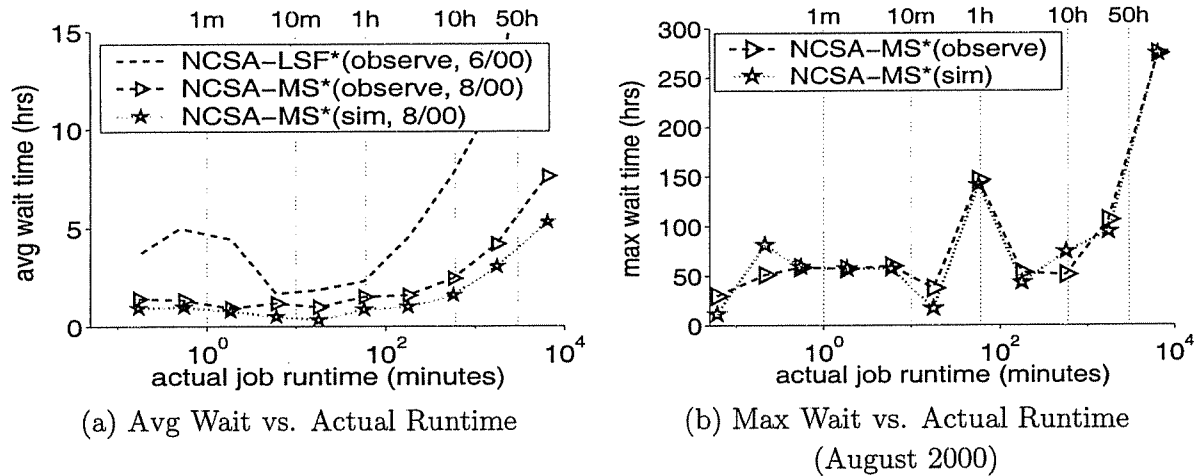 1m 10m 1h 10h 50h
15
10
5
0
avg wait time (hrs)
NCSA-LSF*(observe, 6/00)
NCSA-MS*(observe, 8/00)
NCSA-MS*(sim, 8/00)
10^0 10^2 10^4
actual job runtime (minutes)
(a) Avg Wait vs. Actual Runtime
1m 10m 1h 10h 50h
300
250
200
150
100
50
0
max wait time (hrs)
NCSA-MS*(observe)
NCSA-MS*(sim)
10^0 10^2 10^4
actual job runtime (minutes)
(b) Max Wait vs. Actual Runtime
(August 2000)